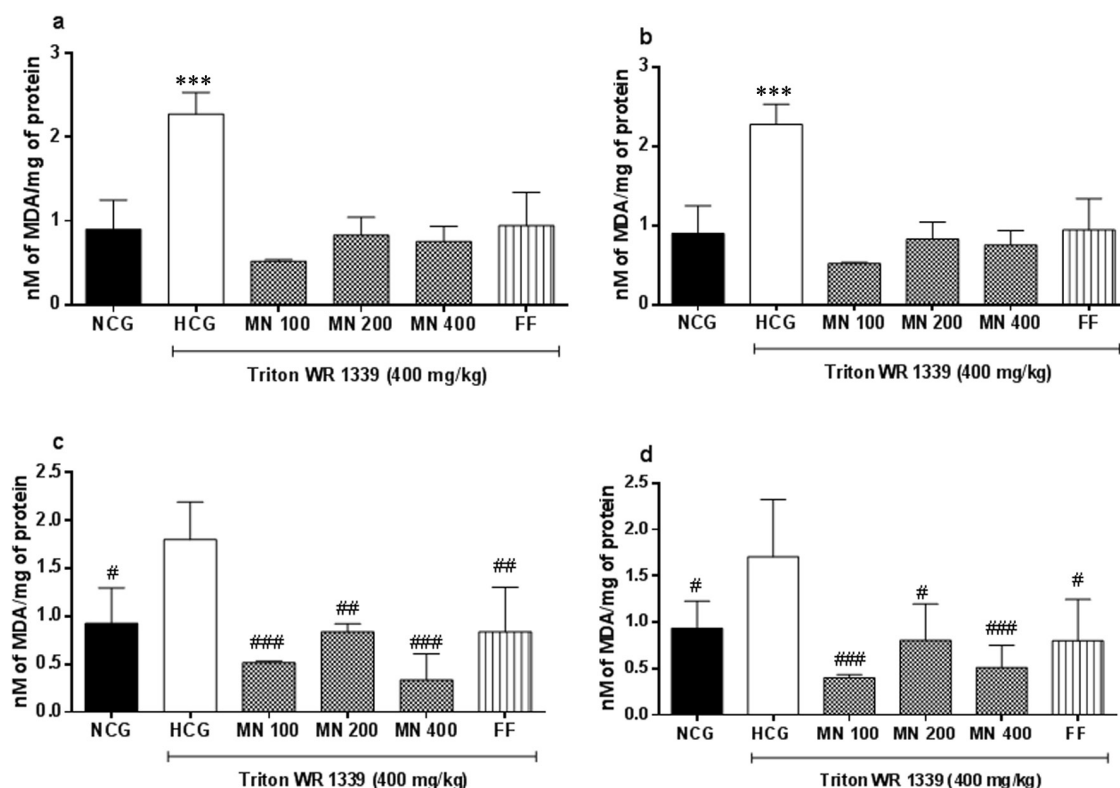 a
nM of MDA/mg of protein
3
2
1
0
***
NCG HCG MN 100 MN 200 MN 400 FF
Triton WR 1339 (400 mg/kg)
b
nM of MDA/mg of protein
3
2
1
0
***
NCG HCG MN 100 MN 200 MN 400 FF
Triton WR 1339 (400 mg/kg)
c
nM of MDA/mg of protein
2.5
2.0
1.5
1.0
0.5
0.0
# ### ## ### ##
NCG HCG MN 100 MN 200 MN 400 FF
Triton WR 1339 (400 mg/kg)
d
nM of MDA/mg of protein
2.5
2.0
1.5
1.0
0.5
0.0
# ### # ### #
NCG HCG MN 100 MN 200 MN 400 FF
Triton WR 1339 (400 mg/kg)